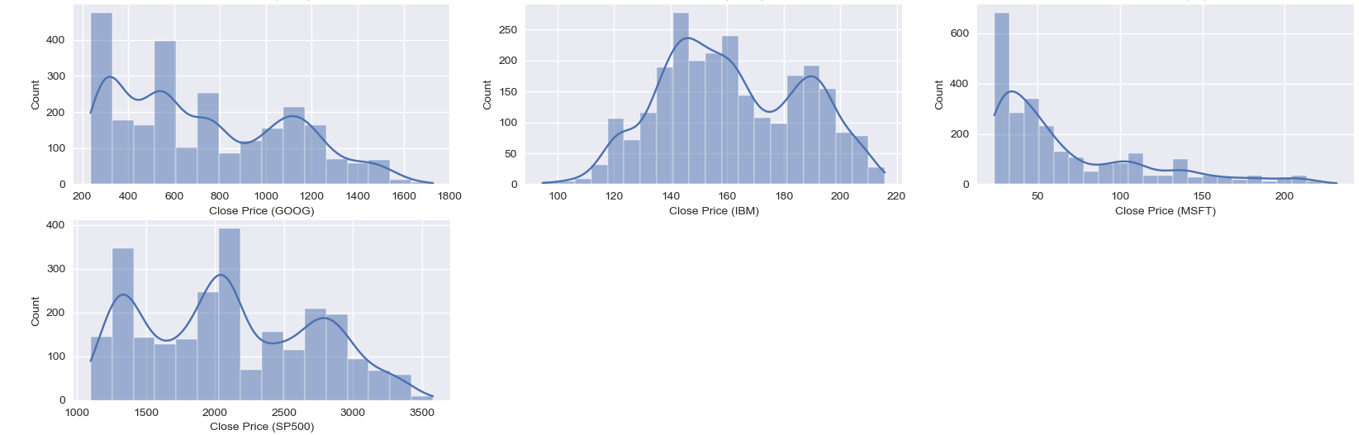 400
300
200
100
0
Count
200 400 600 800 1000 1200 1400 1600 1800
Close Price (GOOG)
250
200
150
100
50
0
Count
100 120 140 160 180 200 220
Close Price (IBM)
600
400
200
0
Count
50 100 150 200
Close Price (MSFT)
400
300
200
100
0
Count
1000 1500 2000 2500 3000 3500
Close Price (SP500)